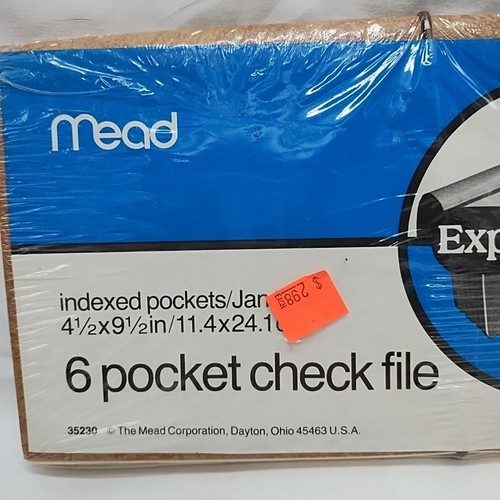 Mead
Exp
indexed pockets/Jan
4½x9½in/11.4x24.1
$
2.98
6 pocket check file
35230 © The Mead Corporation, Dayton, Ohio 45463 U.S.A.